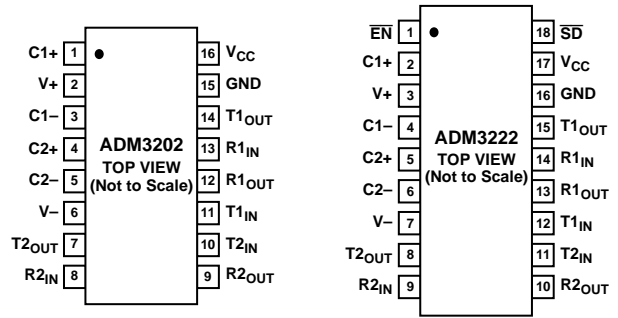 C1+ 1
V+ 2
C1– 3
C2+ 4
C2– 5
V– 6
T2OUT 7
R2IN 8
ADM3202
TOP VIEW
(Not to Scale)
16 VCC
15 GND
14 T1OUT
13 R1IN
12 R1OUT
11 T1IN
10 T2IN
9 R2OUT
EN 1
C1+ 2
V+ 3
C1– 4
C2+ 5
C2– 6
V– 7
T2OUT 8
R2IN 9
ADM3222
TOP VIEW
(Not to Scale)
18 SD
17 VCC
16 GND
15 T1OUT
14 R1IN
13 R1OUT
12 T1IN
11 T2IN
10 R2OUT